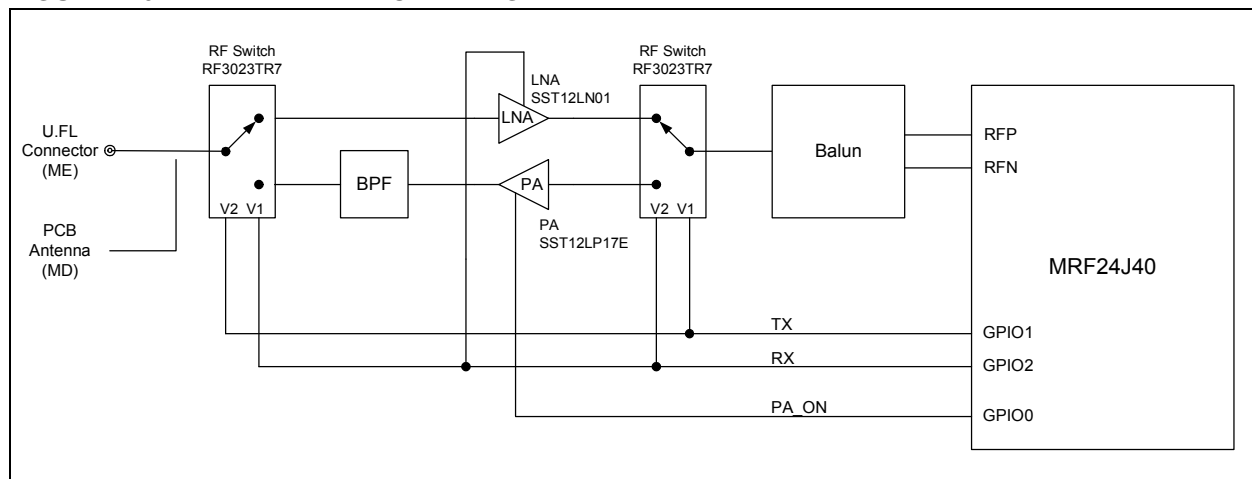 RF Switch
RF3023TR7
LNA
SST12LN01
RF Switch
RF3023TR7
U.FL
Connector
(ME)
LNA
Balun
RFP
RFN
BPF
PA
V2 V1
PA
SST12LP17E
V2 V1
PCB
Antenna
(MD)
MRF24J40
TX
GPIO1
RX
GPIO2
PA_ON
GPIO0